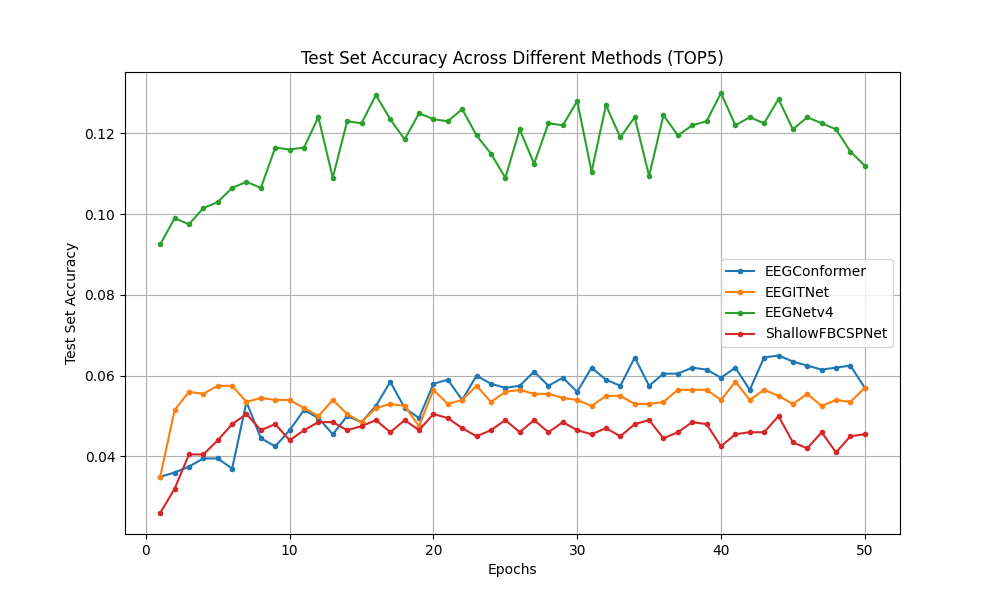 Test Set Accuracy Across Different Methods (TOP5)
Test Set Accuracy
0.12
0.10
0.08
0.06
0.04
EEGConformer
EEGITNet
EEGNetv4
ShallowFBCSPNet
0 10 20 30 40 50
Epochs